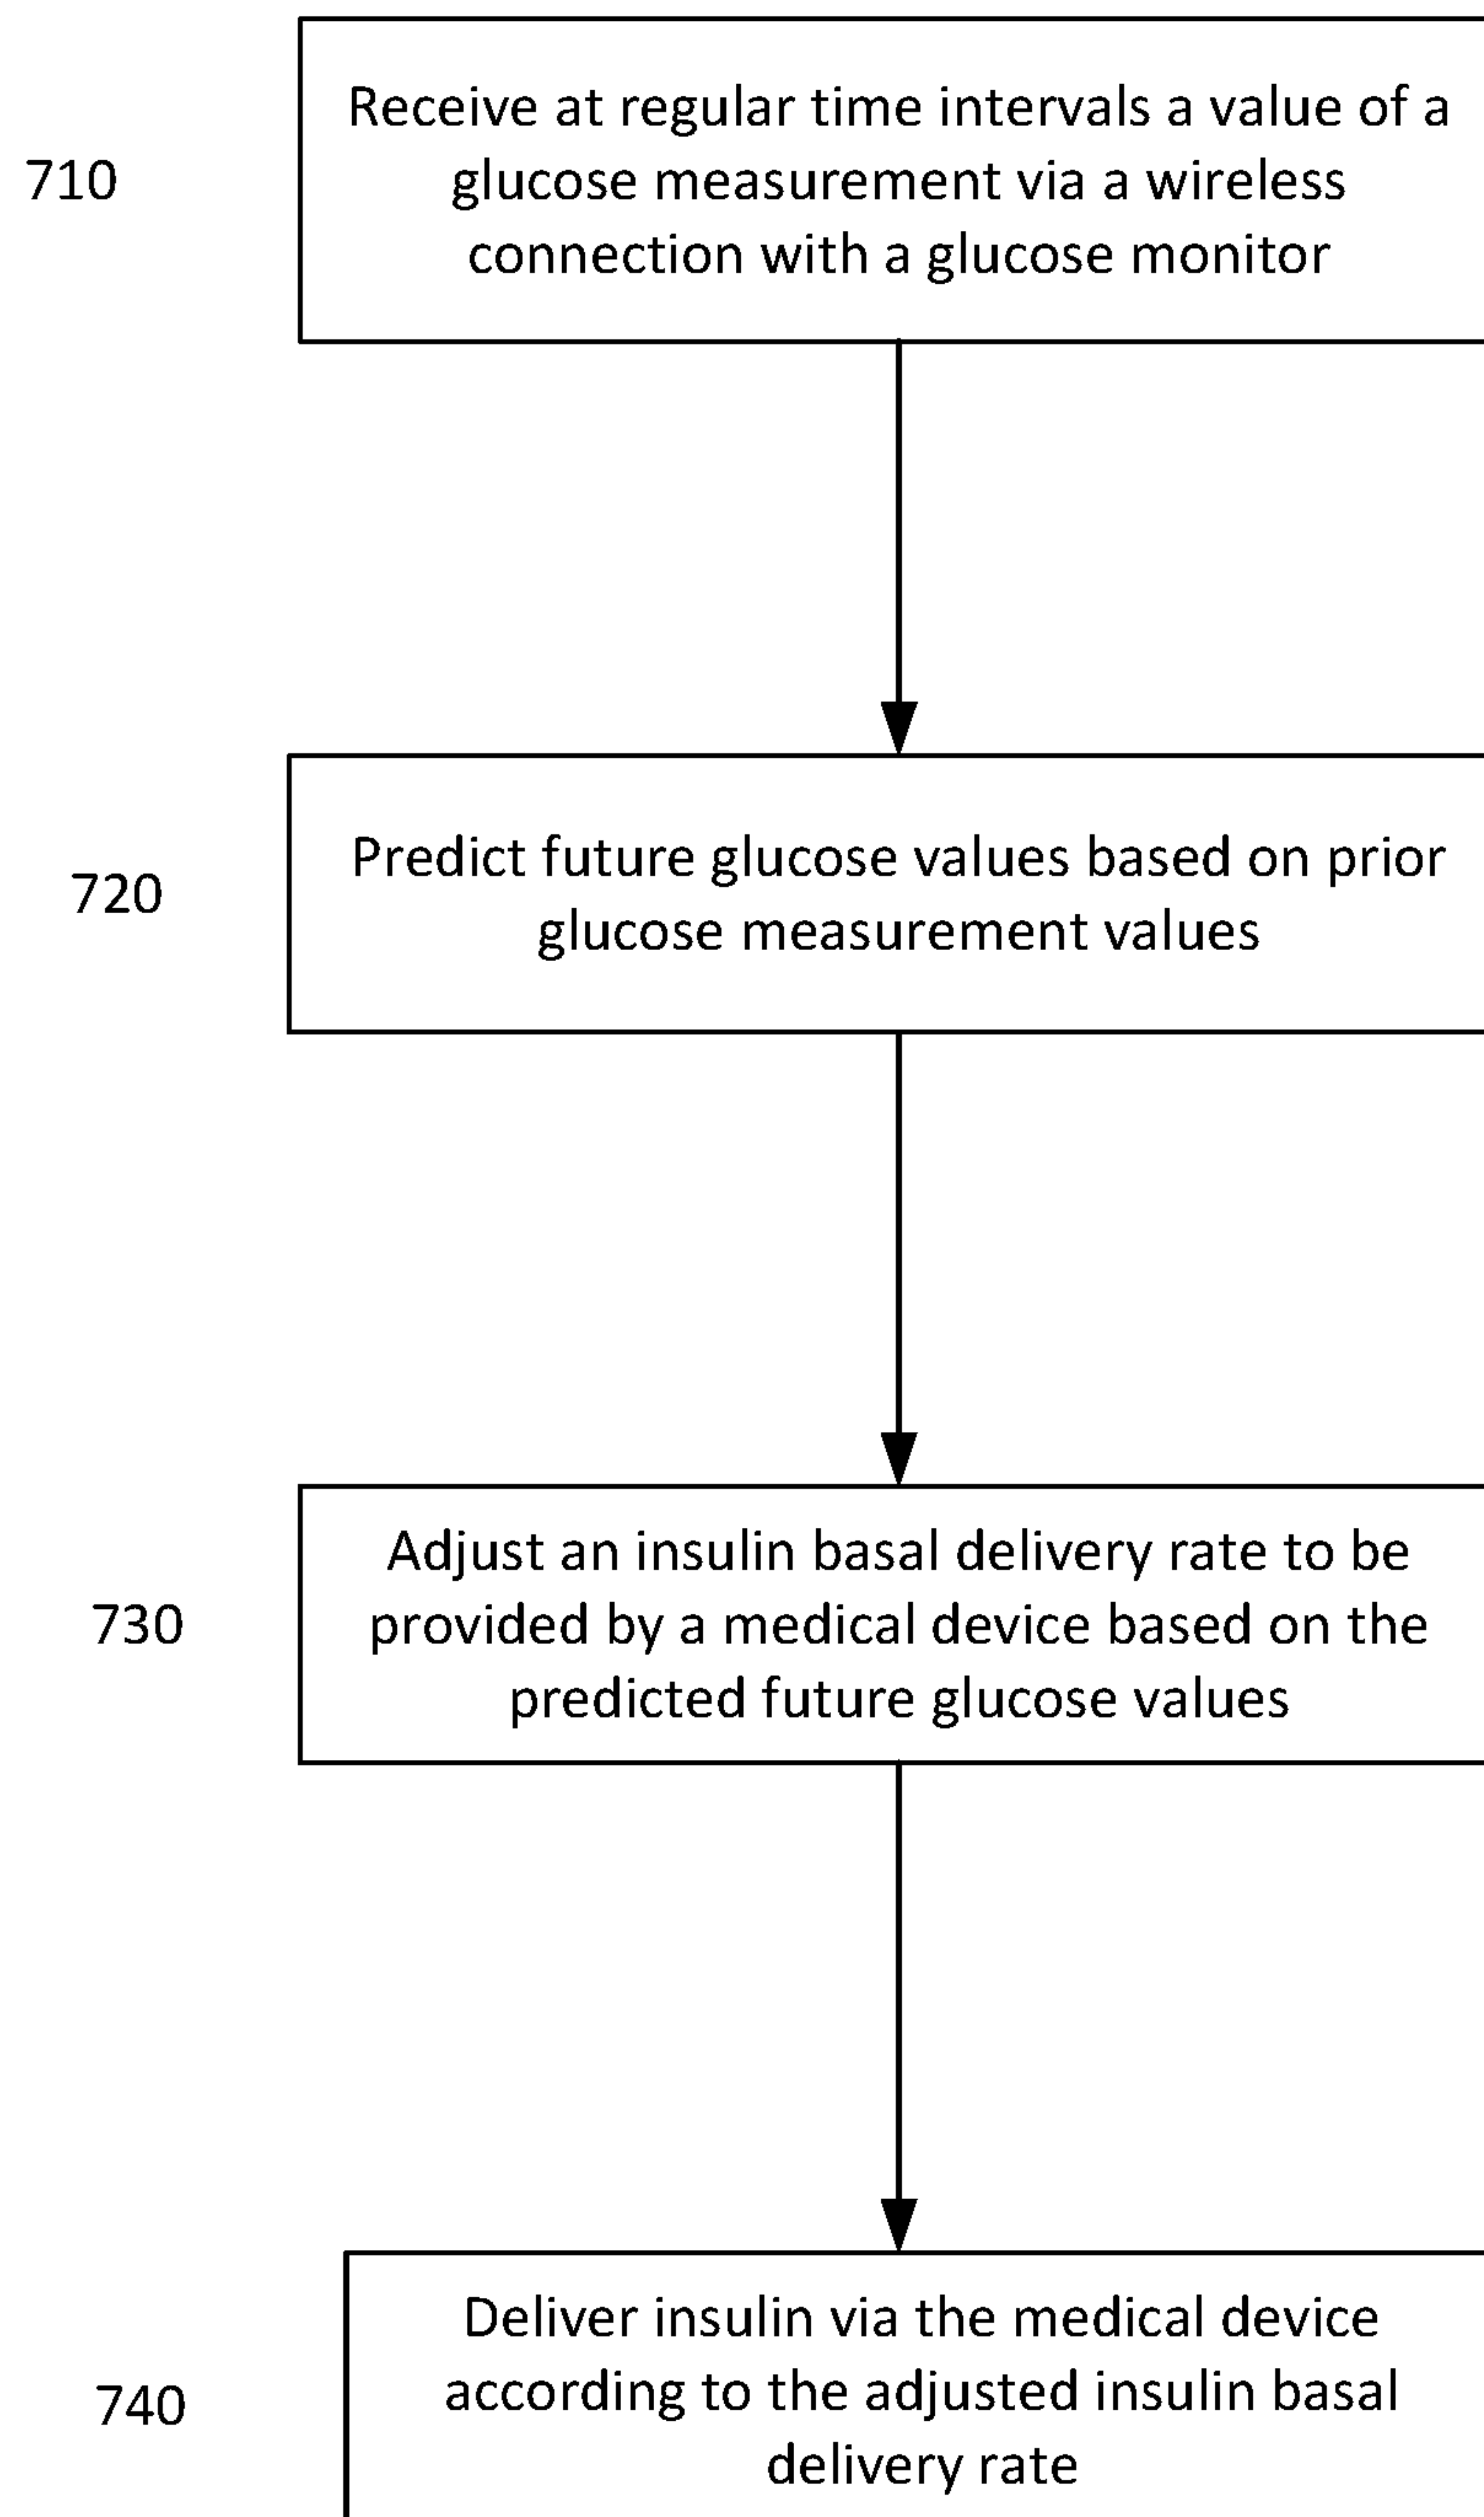 Receive at regular time intervals a value of a
710
glucose measurement via a wireless
connection with a glucose monitor
Predict future glucose values based on prior
720
glucose measurement values
Adjust an insulin basal delivery rate to be
730
provided by a medical device based on the
predicted future glucose values
Deliver insulin via the medical device
740
according to the adjusted insulin basal
delivery rate